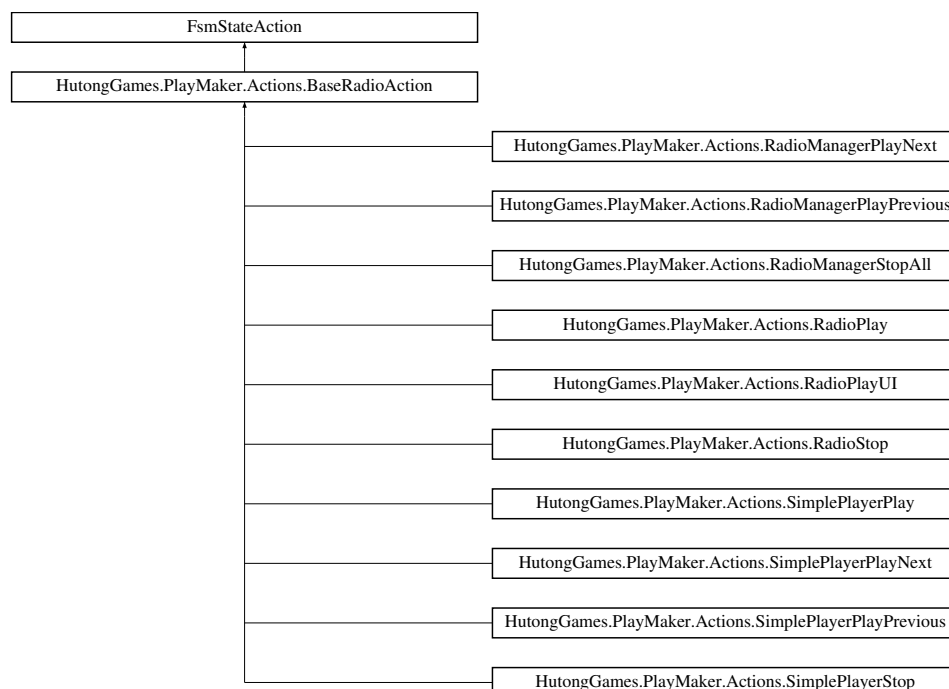 FsmStateAction
HutongGames.PlayMaker.Actions.BaseRadioAction
HutongGames.PlayMaker.Actions.RadioManagerPlayNext
HutongGames.PlayMaker.Actions.RadioManagerPlayPrevious
HutongGames.PlayMaker.Actions.RadioManagerStopAll
HutongGames.PlayMaker.Actions.RadioPlay
HutongGames.PlayMaker.Actions.RadioPlayUI
HutongGames.PlayMaker.Actions.RadioStop
HutongGames.PlayMaker.Actions.SimplePlayerPlay
HutongGames.PlayMaker.Actions.SimplePlayerPlayNext
HutongGames.PlayMaker.Actions.SimplePlayerPlayPrevious
HutongGames.PlayMaker.Actions.SimplePlayerStop